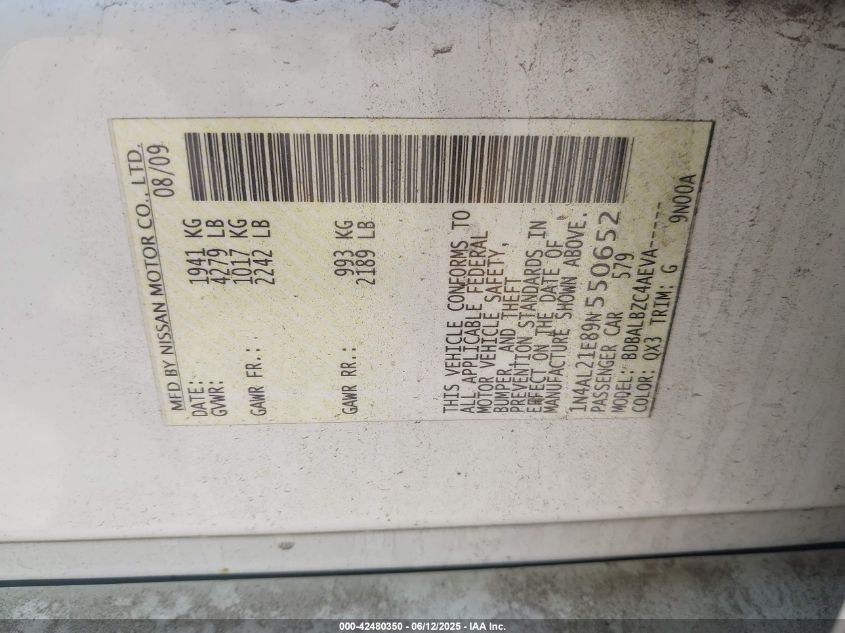 MFD BY NISSAN MOTOR CO., LTD.
DATE: 08/09
GVWR: 1941 KG
4279 LB
GAWR FR.: 1017 KG
2242 LB
GAWR RR.: 993 KG
2189 LB
THIS VEHICLE CONFORMS TO
ALL APPLICABLE FEDERAL
MOTOR VEHICLE SAFETY,
BUMPER, AND THEFT
PREVENTION STANDARDS IN
EFFECT ON THE DATE OF
MANUFACTURE SHOWN ABOVE.
1N4AL21E89N550652
PASSENGER CAR 579
MODEL: BDBALBZC4AEVA-----
COLOR: QX3 TRIM: G 9N00A
000-42480350 - 06/12/2025 - IAA Inc.